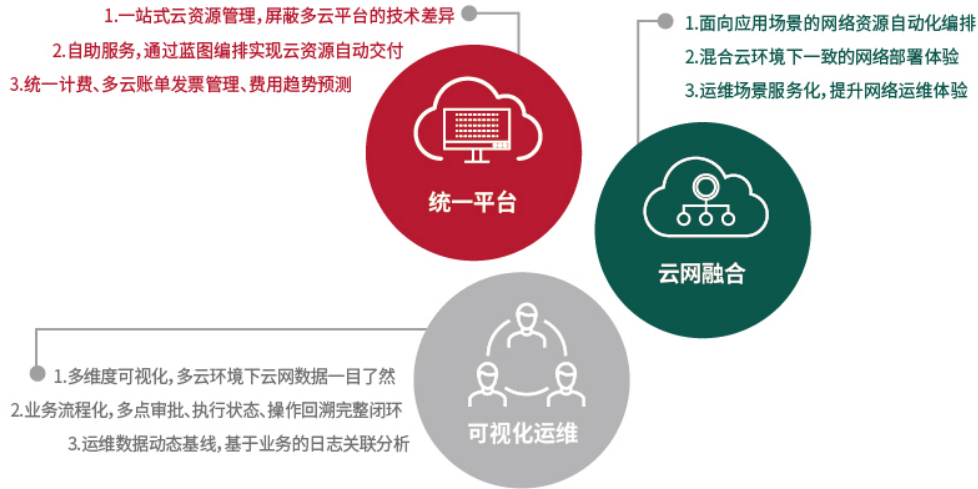 1.一站式云资源管理,屏蔽多云平台的技术差异
2.自助服务,通过蓝图编排实现云资源自动交付
3.统一计费、多云账单发票管理、费用趋势预测
统一平台
1.面向应用场景的网络资源自动化编排
2.混合云环境下一致的网络部署体验
3.运维场景服务化,提升网络运维体验
云网融合
1.多维度可视化,多云环境下云网数据一目了然
2.业务流程化,多点审批、执行状态、操作回溯完整闭环
3.运维数据动态基线,基于业务的日志关联分析
可视化运维